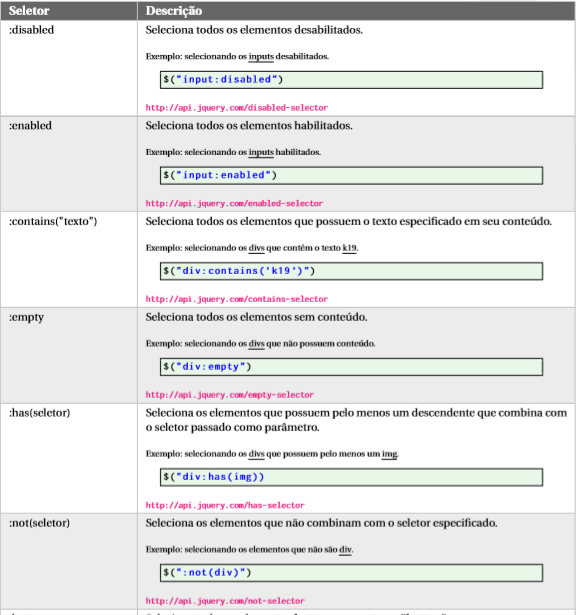 Seletor Descrição
:disabled Seleciona todos os elementos desabilitados.
Exemplo: selecionando os inputs desabilitados.
$("input:disabled")
http://api.jquery.com/disabled-selector
:enabled Seleciona todos os elementos habilitados.
Exemplo: selecionando os inputs habilitados.
$("input:enabled")
http://api.jquery.com/enabled-selector
:contains("texto") Seleciona todos os elementos que possuem o texto especificado em seu conteúdo.
Exemplo: selecionando os divs que contém o texto k19.
$("div:contains('k19')")
http://api.jquery.com/contains-selector
:empty Seleciona todos os elementos sem conteúdo.
Exemplo: selecionando os divs que não possuem conteúdo.
$("div:empty")
http://api.jquery.com/empty-selector
:has(seletor) Seleciona os elementos que possuem pelo menos um descendente que combina com
o seletor passado como parâmetro.
Exemplo: selecionando os divs que possuem pelo menos um img.
$("div:has(img))
http://api.jquery.com/has-selector
:not(seletor) Seleciona os elementos que não combinam com o seletor especificado.
Exemplo: selecionando os elementos que não são div.
$(":not(div)")
http://api.jquery.com/not-selector